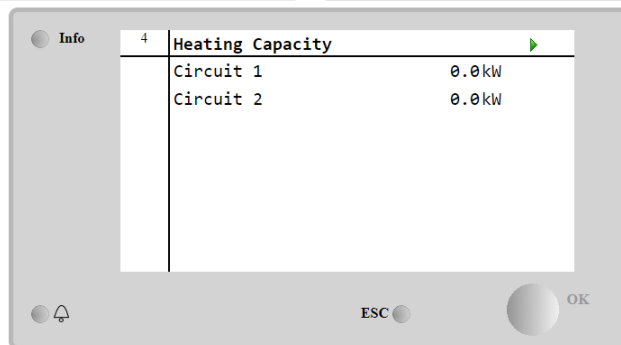 Info
4 Heating Capacity
Circuit 1 0.0kW
Circuit 2 0.0kW
ESC
OK